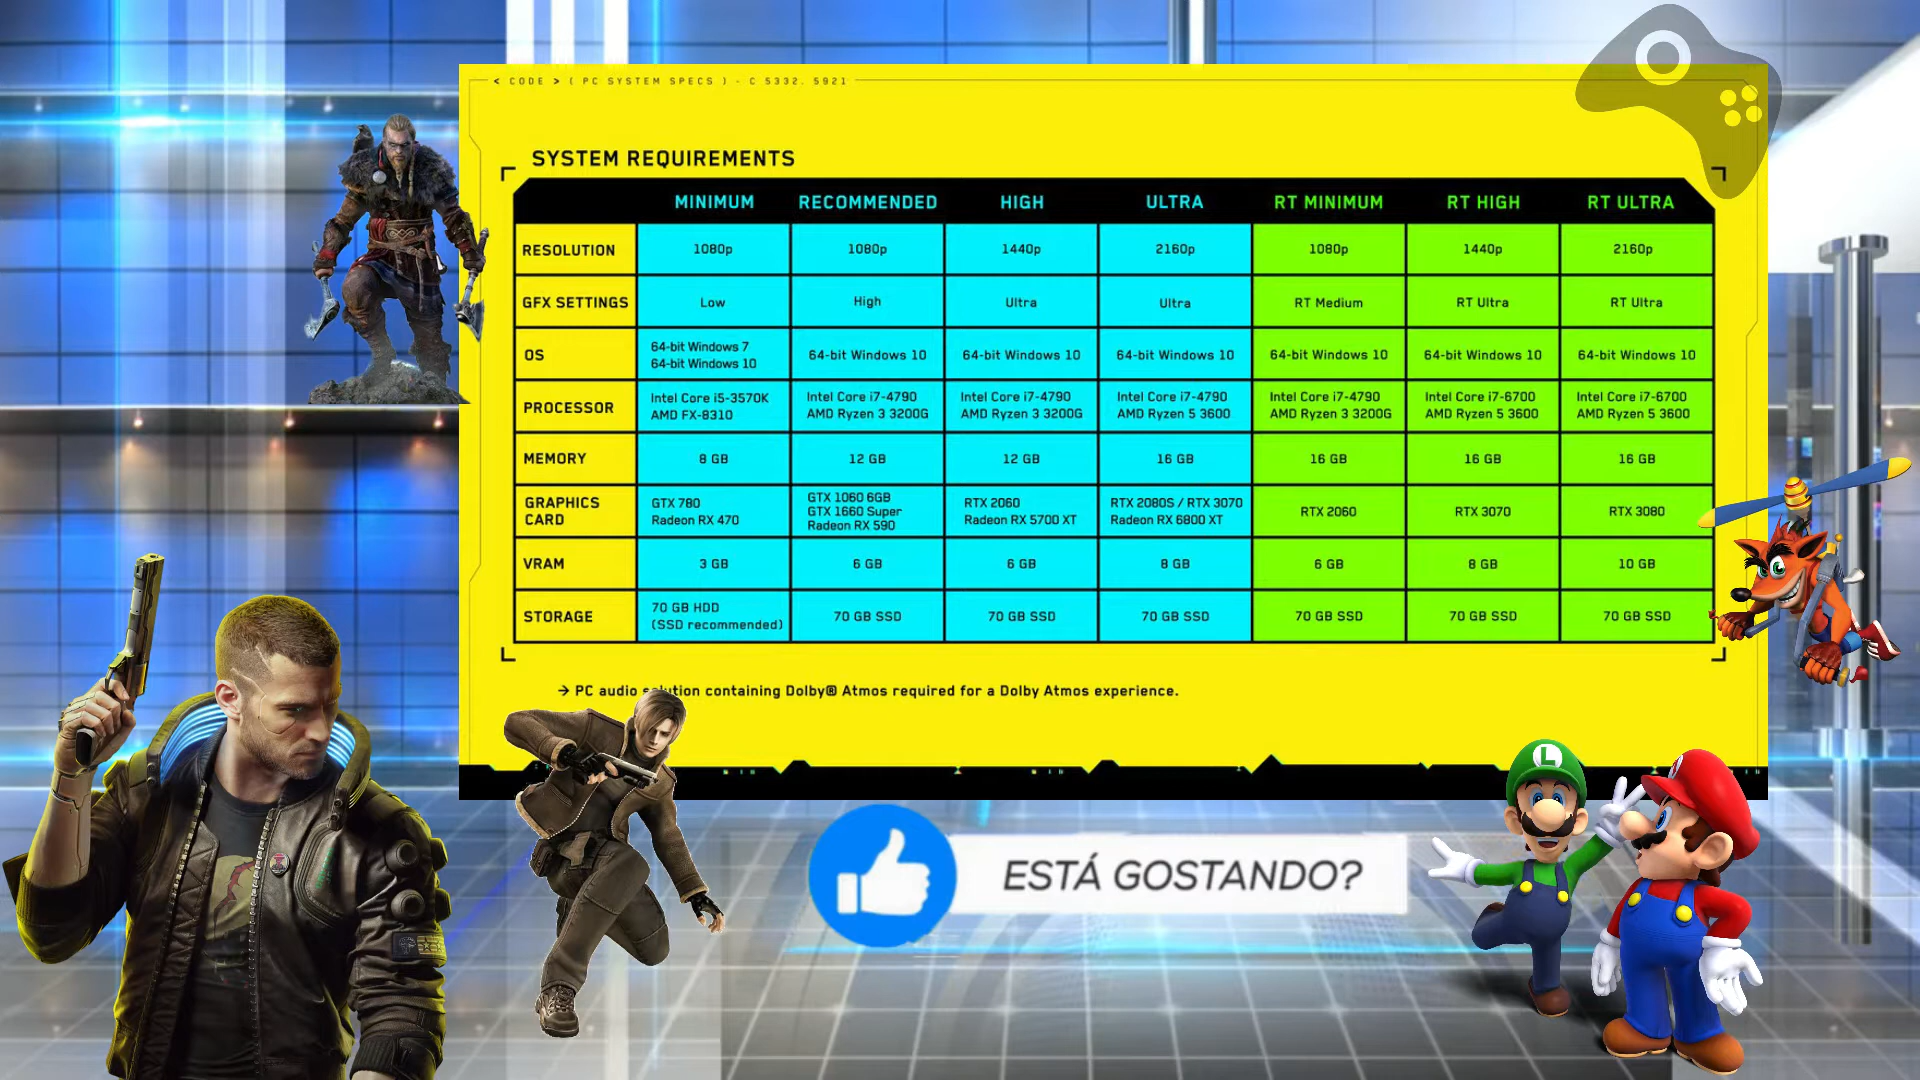 < CODE > ( PC SYSTEM SPECS ) - C 5332. 5921
SYSTEM REQUIREMENTS
MINIMUM RECOMMENDED HIGH ULTRA RT MINIMUM RT HIGH RT ULTRA
RESOLUTION 1080p 1080p 1440p 2160p 1080p 1440p 2160p
GFX SETTINGS Low High Ultra Ultra RT Medium RT Ultra RT Ultra
OS 64-bit Windows 7
64-bit Windows 10 64-bit Windows 10 64-bit Windows 10 64-bit Windows 10 64-bit Windows 10 64-bit Windows 10 64-bit Windows 10
PROCESSOR Intel Core i5-3570K Intel Core i7-4790 Intel Core i7-4790 Intel Core i7-4790 Intel Core i7-4790 Intel Core i7-6700 Intel Core i7-6700
AMD FX-8310 AMD Ryzen 3 3200G AMD Ryzen 3 3200G AMD Ryzen 5 3600 AMD Ryzen 3 3200G AMD Ryzen 5 3600 AMD Ryzen 5 3600
MEMORY 8 GB 12 GB 12 GB 16 GB 16 GB 16 GB 16 GB
GRAPHICS CARD GTX 780
Radeon RX 470 GTX 1060 6GB
GTX 1660 Super
Radeon RX 590 RTX 2060
Radeon RX 5700 XT RTX 2080S / RTX 3070
Radeon RX 6800 XT RTX 2060 RTX 3070 RTX 3080
VRAM 3 GB 6 GB 6 GB 8 GB 6 GB 8 GB 10 GB
STORAGE 70 GB HDD
(SSD recommended) 70 GB SSD 70 GB SSD 70 GB SSD 70 GB SSD 70 GB SSD 70 GB SSD
→ PC audio solution containing Dolby® Atmos required for a Dolby Atmos experience.
L
ESTÁ GOSTANDO?